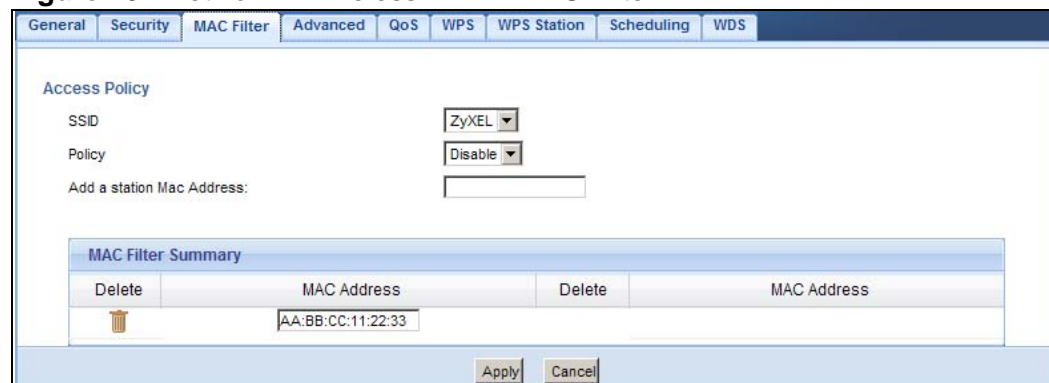 General Security MAC Filter Advanced QoS WPS WPS Station Scheduling WDS
Access Policy
SSID ZyXEL
Policy Disable
Add a station Mac Address:
MAC Filter Summary
Delete MAC Address Delete MAC Address
AA:BB:CC:11:22:33
Apply Cancel